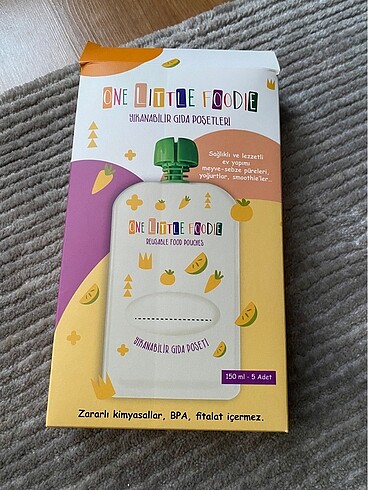 ONE LITTLE FOODIE
YIKANABİLİR GIDA POŞETLERİ
Sağlıklı ve lezzetli
ev yapımı
meyve-sebze püreleri,
yoğurtlar, smoothie'ler...
ONE LITTLE FOODIE
REUSABLE FOOD POUCHES
YIKANABİLİR GIDA POŞETİ
150 ml - 5 Adet
Zararlı kimyasallar, BPA, fitalat içermez.